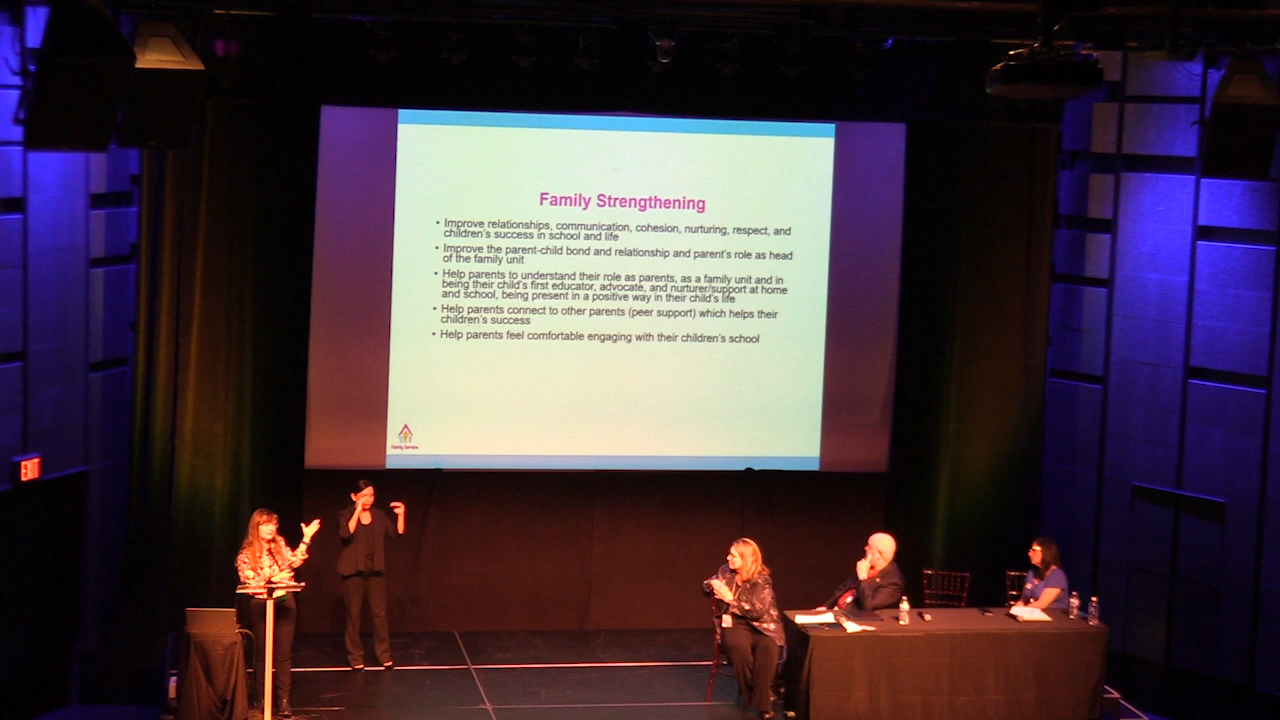 Family Strengthening
• Improve relationships, communication, cohesion, nurturing, respect, and
children's success in school and life
• Improve the parent-child bond and relationship and parent's role as head
of the family unit
• Help parents to understand their role as parents, as a family unit and in
being their child's first educator, advocate, and nurturer/support at home
and school, being present in a positive way in their child's life
• Help parents connect to other parents (peer support) which helps their
children's success
• Help parents feel comfortable engaging with their children's school
Family Service
EXIT